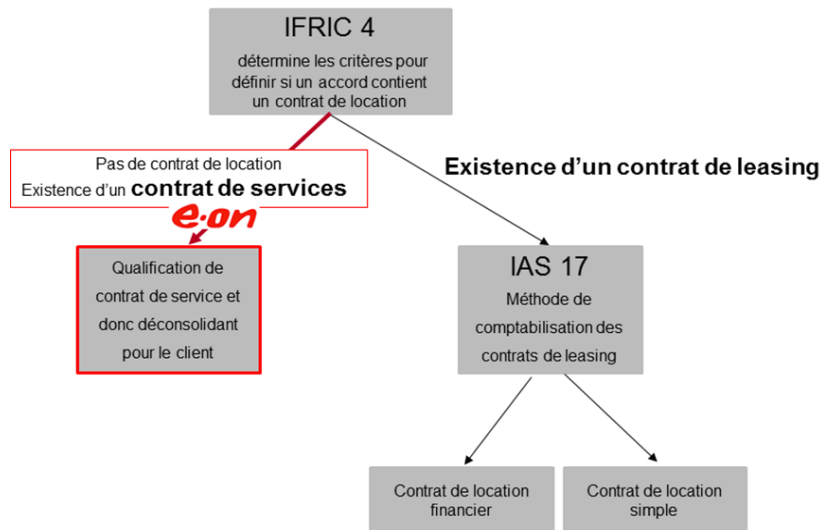 IFRIC 4
détermine les critères pour
définir si un accord contient
un contrat de location
Pas de contrat de location
Existence d'un contrat de services
e·on
Existence d'un contrat de leasing
Qualification de
contrat de service et
donc déconsolidant
pour le client
IAS 17
Méthode de
comptabilisation des
contrats de leasing
Contrat de location
financier
Contrat de location
simple